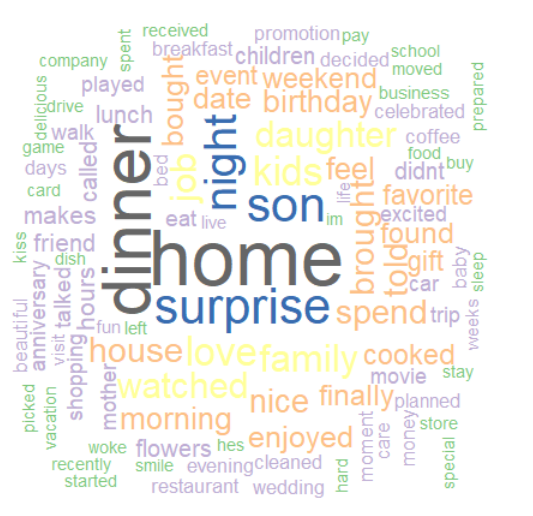 received
promotion
pay
spent
breakfast
children
decided
school
company
moved
played
bought
event
weekend
business
prepared
delicious
drive
lunch
date
birthday
celebrated
game
walk
dinner
night
daughter
coffee
days
called
bed
job
kids
feel
food
buy
didnt
card
life
favorite
makes
eat
live
son
im
brought
excited
kiss
friend
home
told
found
dish
gift
baby
sleep
beautiful
anniversary
talked
hours
surprise
car
spend
trip
weeks
fun
left
visit
house
love
family
cooked
shopping
mother
watched
movie
stay
picked
vacation
morning
nice
finally
planned
enjoyed
moment
care
money
store
woke
flowers
hes
special
recently
smile
evening
cleaned
hard
started
restaurant
wedding